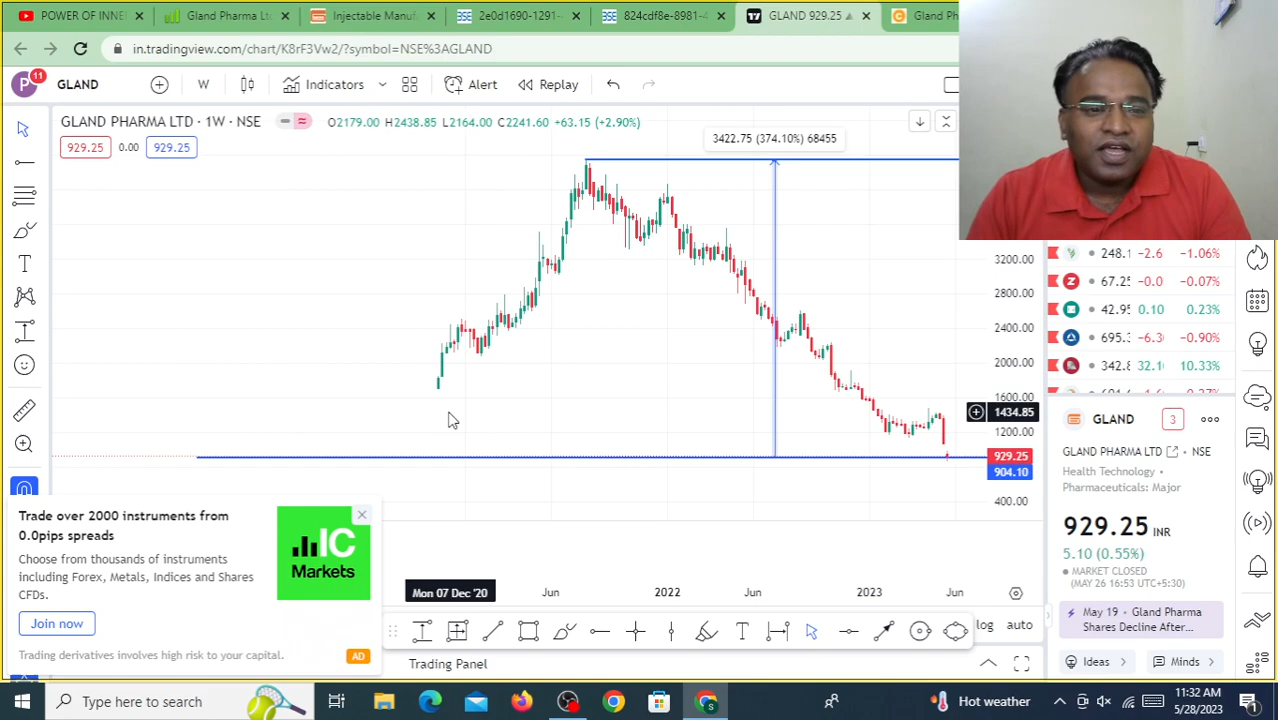 POWER OF INNE
Gland Pharma Ltd
Injectable Manuf
2e0d1690-1291-
824cdf8e-8981-4
GLAND 929.25
Gland Ph
in.tradingview.com/chart/K8rF3Vw2/?symbol=NSE%3AGLAND
P
11
GLAND
W
Indicators
Alert
Replay
GLAND PHARMA LTD · 1W · NSE
O2179.00 H2438.85 L2164.00 C2241.60 +63.15 (+2.90%)
929.25 0.00 929.25
3422.75 (374.10%) 68455
3200.00
2800.00
2400.00
2000.00
1600.00
1434.85
1200.00
929.25
904.10
400.00
248.1 -2.6 -1.06%
67.25 -0.0 -0.07%
42.95 0.10 0.23%
695.3 -6.3 -0.90%
342.8 32.1 10.33%
GLAND
3
GLAND PHARMA LTD · NSE
Health Technology •
Pharmaceuticals: Major
929.25 INR
5.10 (0.55%)
MARKET CLOSED
(MAY 26 16:53 UTC+5:30)
May 19 • Gland Pharma
Shares Decline After...
Ideas
Minds
Trade over 2000 instruments from
0.0pips spreads
Choose from thousands of instruments
including Forex, Metals, Indices and Shares
CFDs.
IC
Markets
Join now
Trading derivatives involves high risk to your capital.
AD
Mon 07 Dec '20
Jun
2022
Jun
2023
Jun
log
auto
Trading Panel
Type here to search
Hot weather
11:32 AM
5/28/2023
1